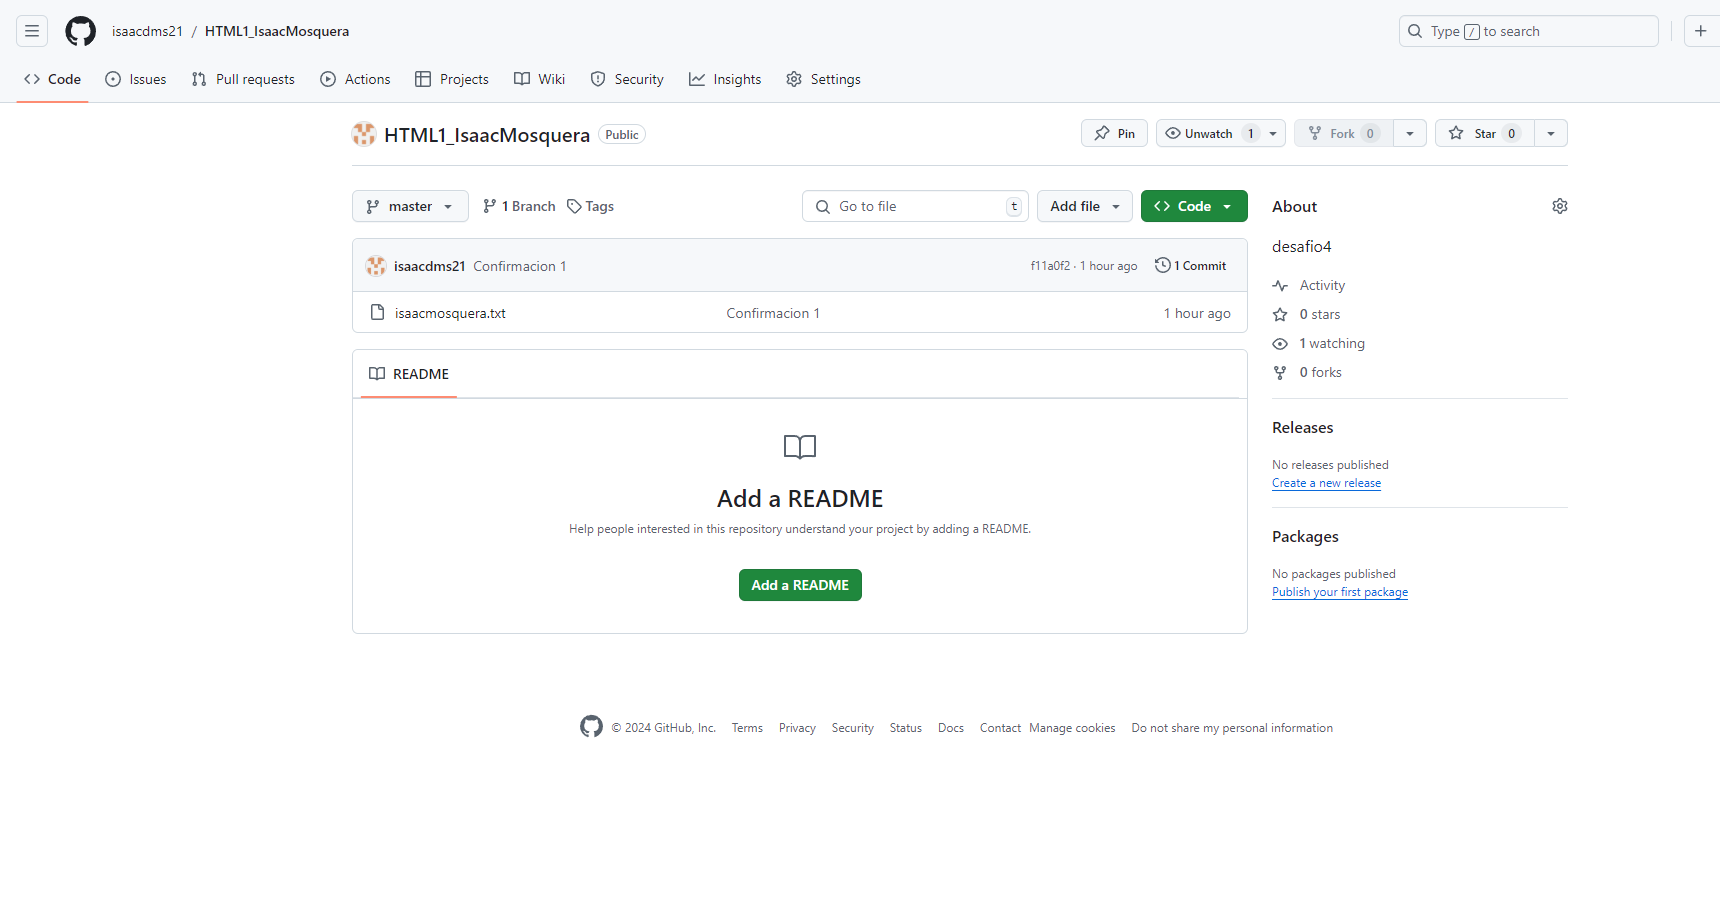 isaacdms21 / HTML1_IsaacMosquera
Type / to search
Code Issues Pull requests Actions Projects Wiki Security Insights Settings
HTML1_IsaacMosquera Public
Pin Unwatch 1 Fork 0 Star 0
master 1 Branch Tags Go to file t Add file Code
isaacdms21 Confirmacion 1 f11a0f2 · 1 hour ago 1 Commit
isaacmosquera.txt Confirmacion 1 1 hour ago
README
Add a README
Help people interested in this repository understand your project by adding a README.
Add a README
About
desafio4
Activity
0 stars
1 watching
0 forks
Releases
No releases published
Create a new release
Packages
No packages published
Publish your first package
© 2024 GitHub, Inc. Terms Privacy Security Status Docs Contact Manage cookies Do not share my personal information